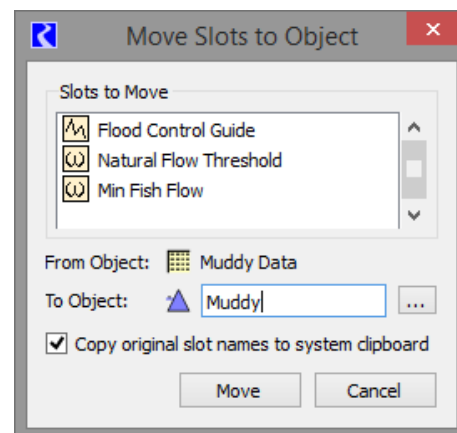 Move Slots to Object
Slots to Move
Flood Control Guide
Natural Flow Threshold
Min Fish Flow
From Object: Muddy Data
To Object: Muddy ...
Copy original slot names to system clipboard
Move Cancel